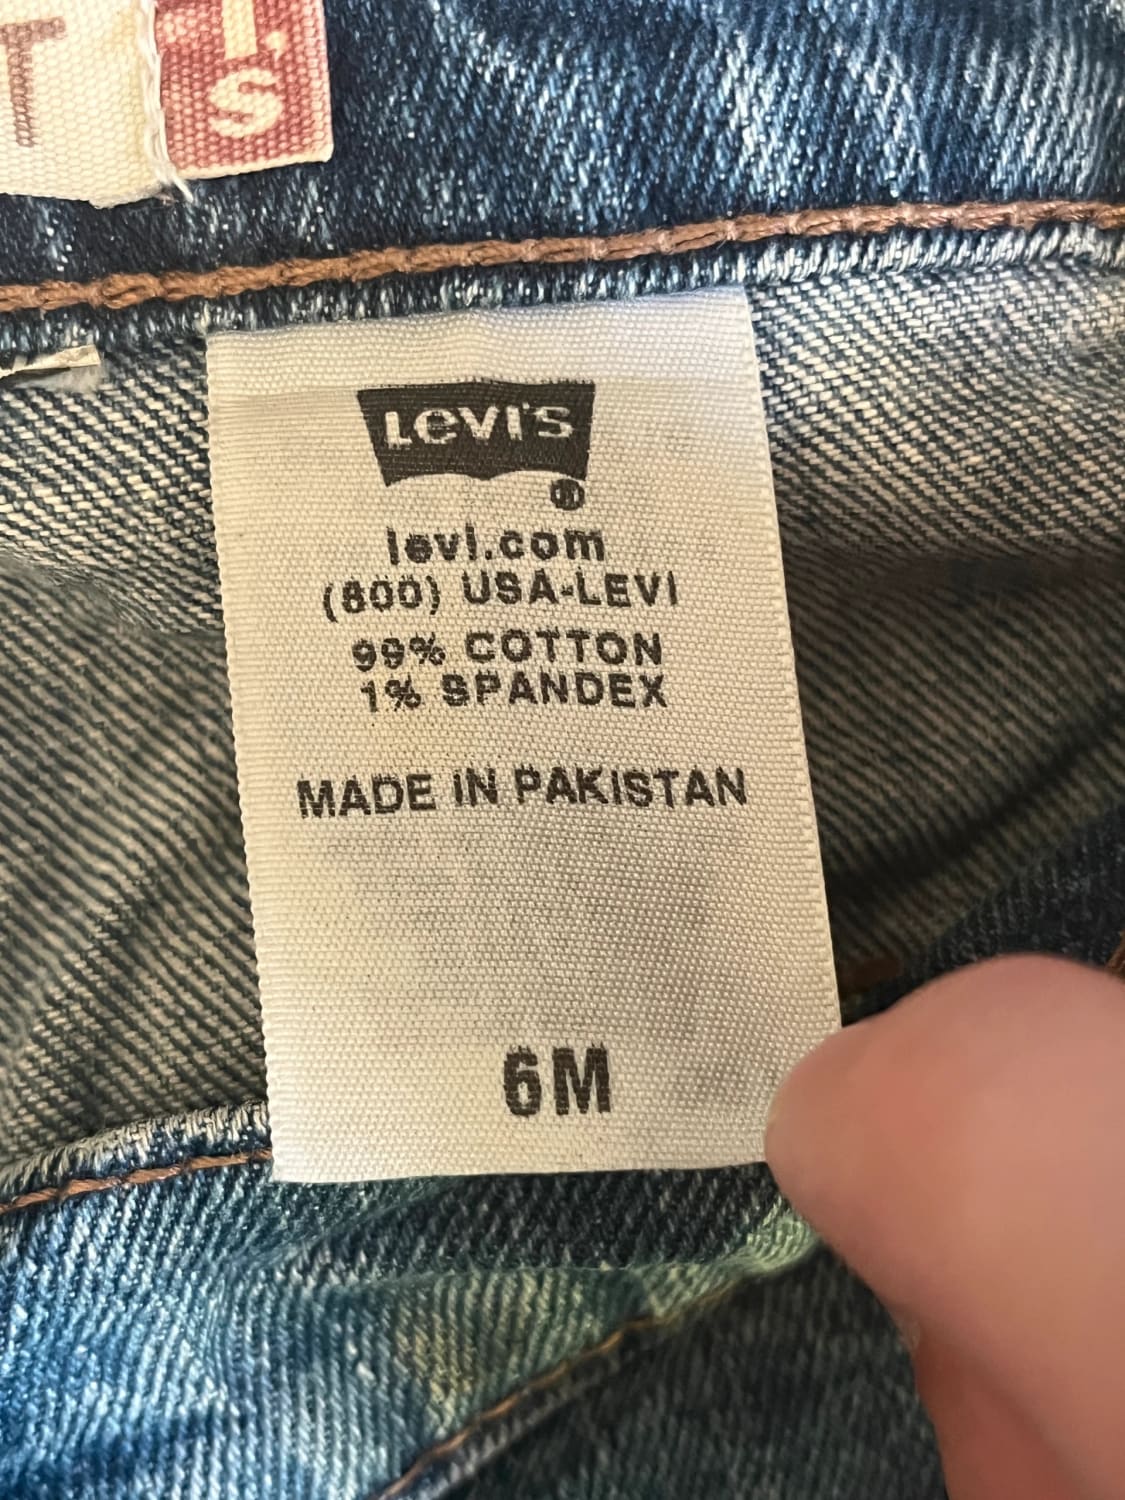 T
I'S
LEVI'S
®
levi.com
(800) USA-LEVI
99% COTTON
1% SPANDEX
MADE IN PAKISTAN
6M